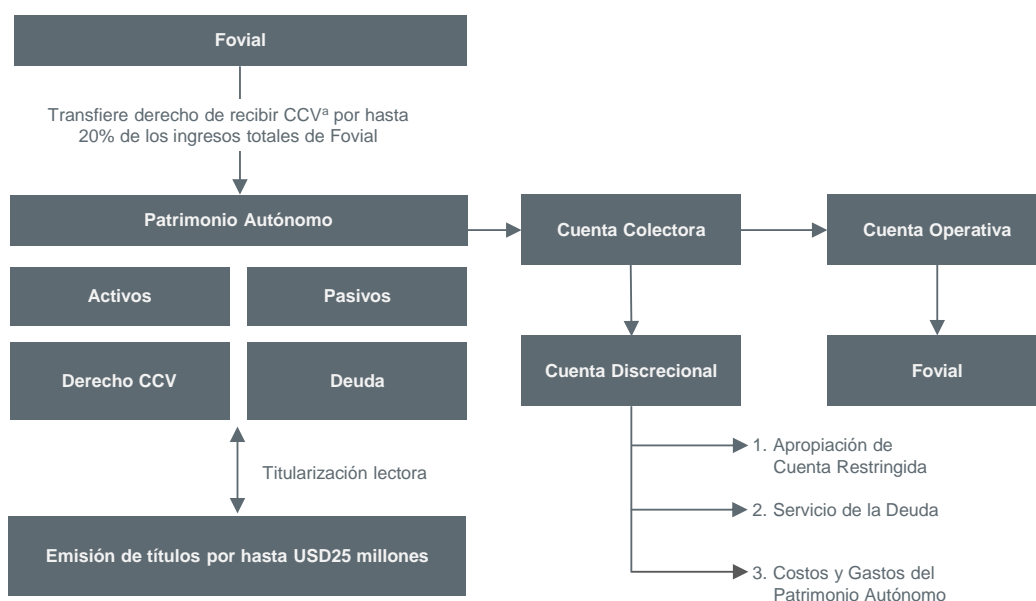 Fovial
Transfiere derecho de recibir CCVª por hasta
20% de los ingresos totales de Fovial
Patrimonio Autónomo
Cuenta Colectora
Cuenta Operativa
Activos
Pasivos
Derecho CCV
Deuda
Cuenta Discrecional
Fovial
Titularización lectora
1. Apropiación de
Cuenta Restringida
2. Servicio de la Deuda
Emisión de títulos por hasta USD25 millones
3. Costos y Gastos del
Patrimonio Autónomo